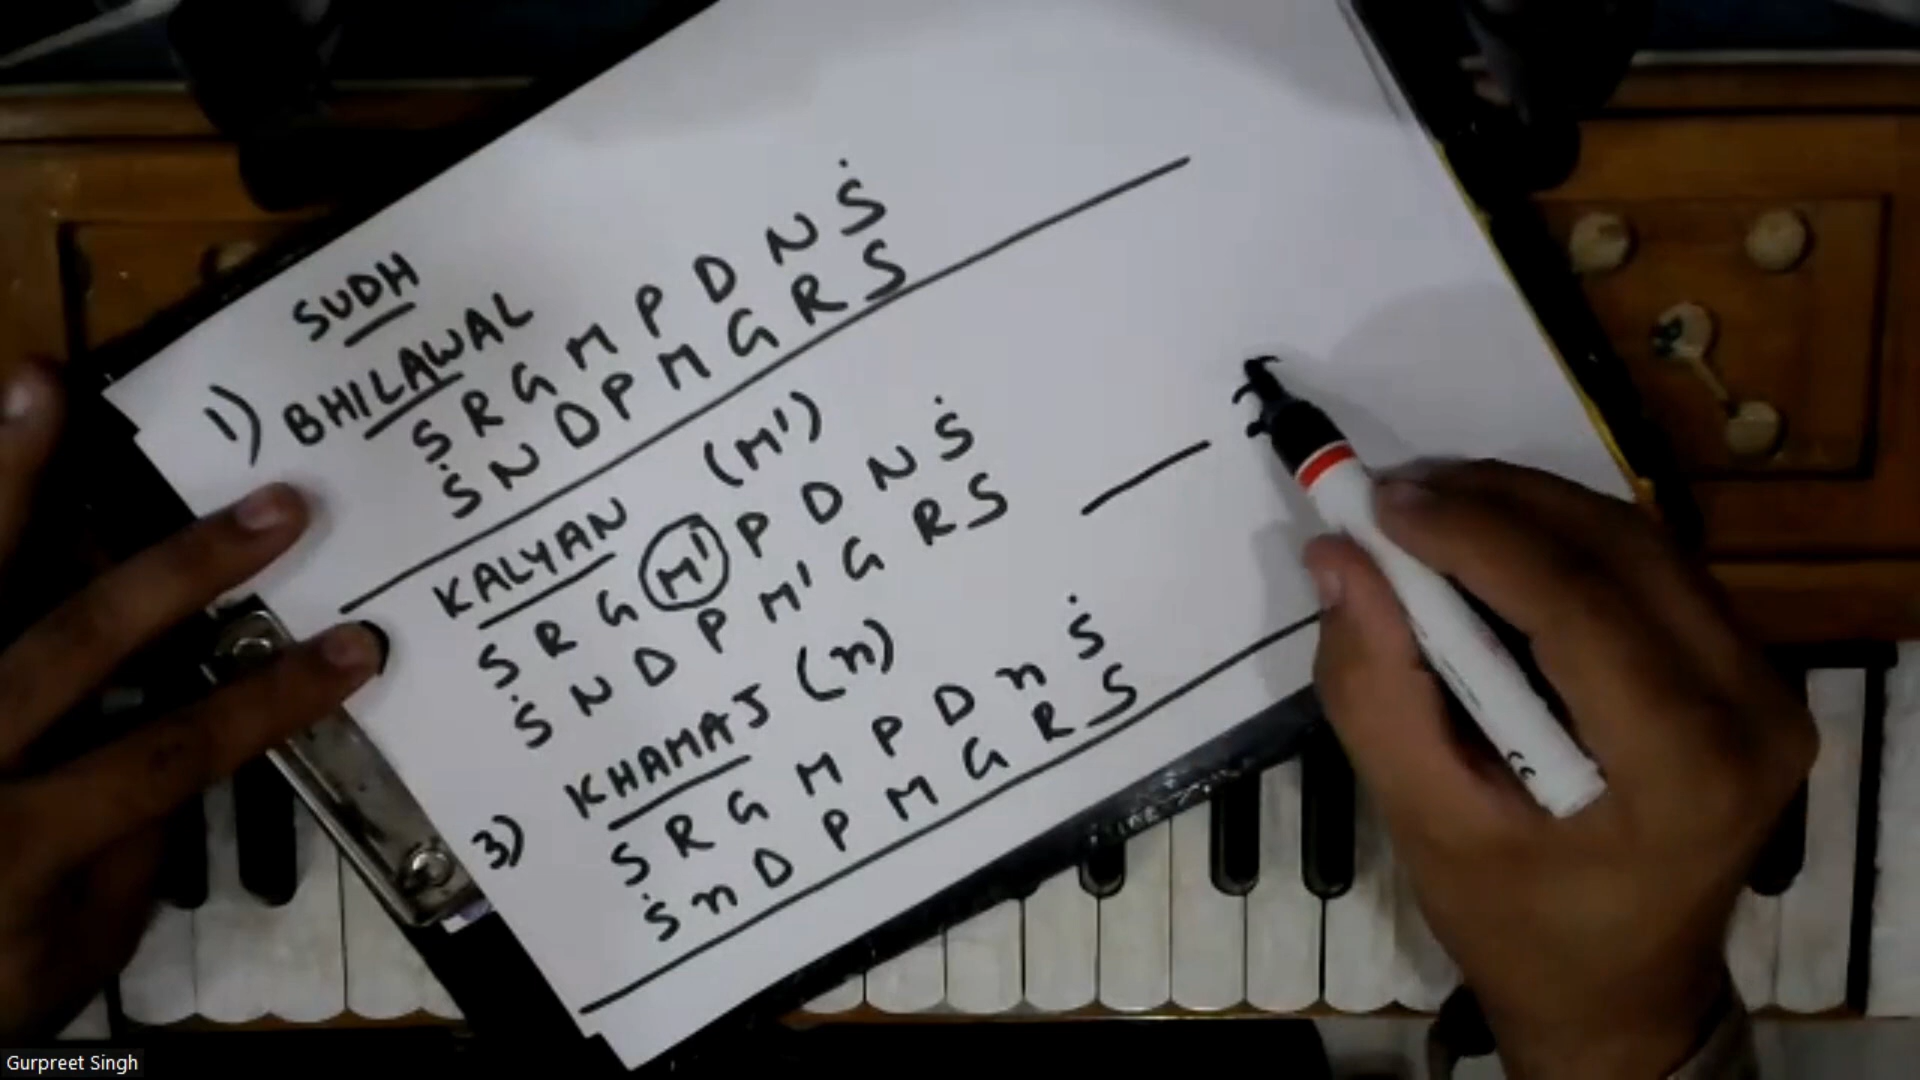 SUDH
1) BHILAWAL
S R G M P D N Ṡ
Ṡ N D P M G R S
KALYAN (M')
S R G M' P D N Ṡ
Ṡ N D P M' G R S
3) KHAMAJ (n)
S R G M P D n Ṡ
Ṡ n D P M G R S
Gurpreet Singh